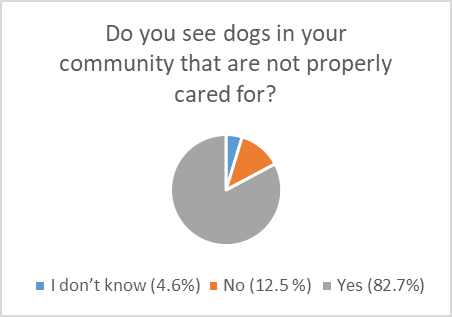 Do you see dogs in your
community that are not properly
cared for?
I don’t know (4.6%) No (12.5 %) Yes (82.7%)